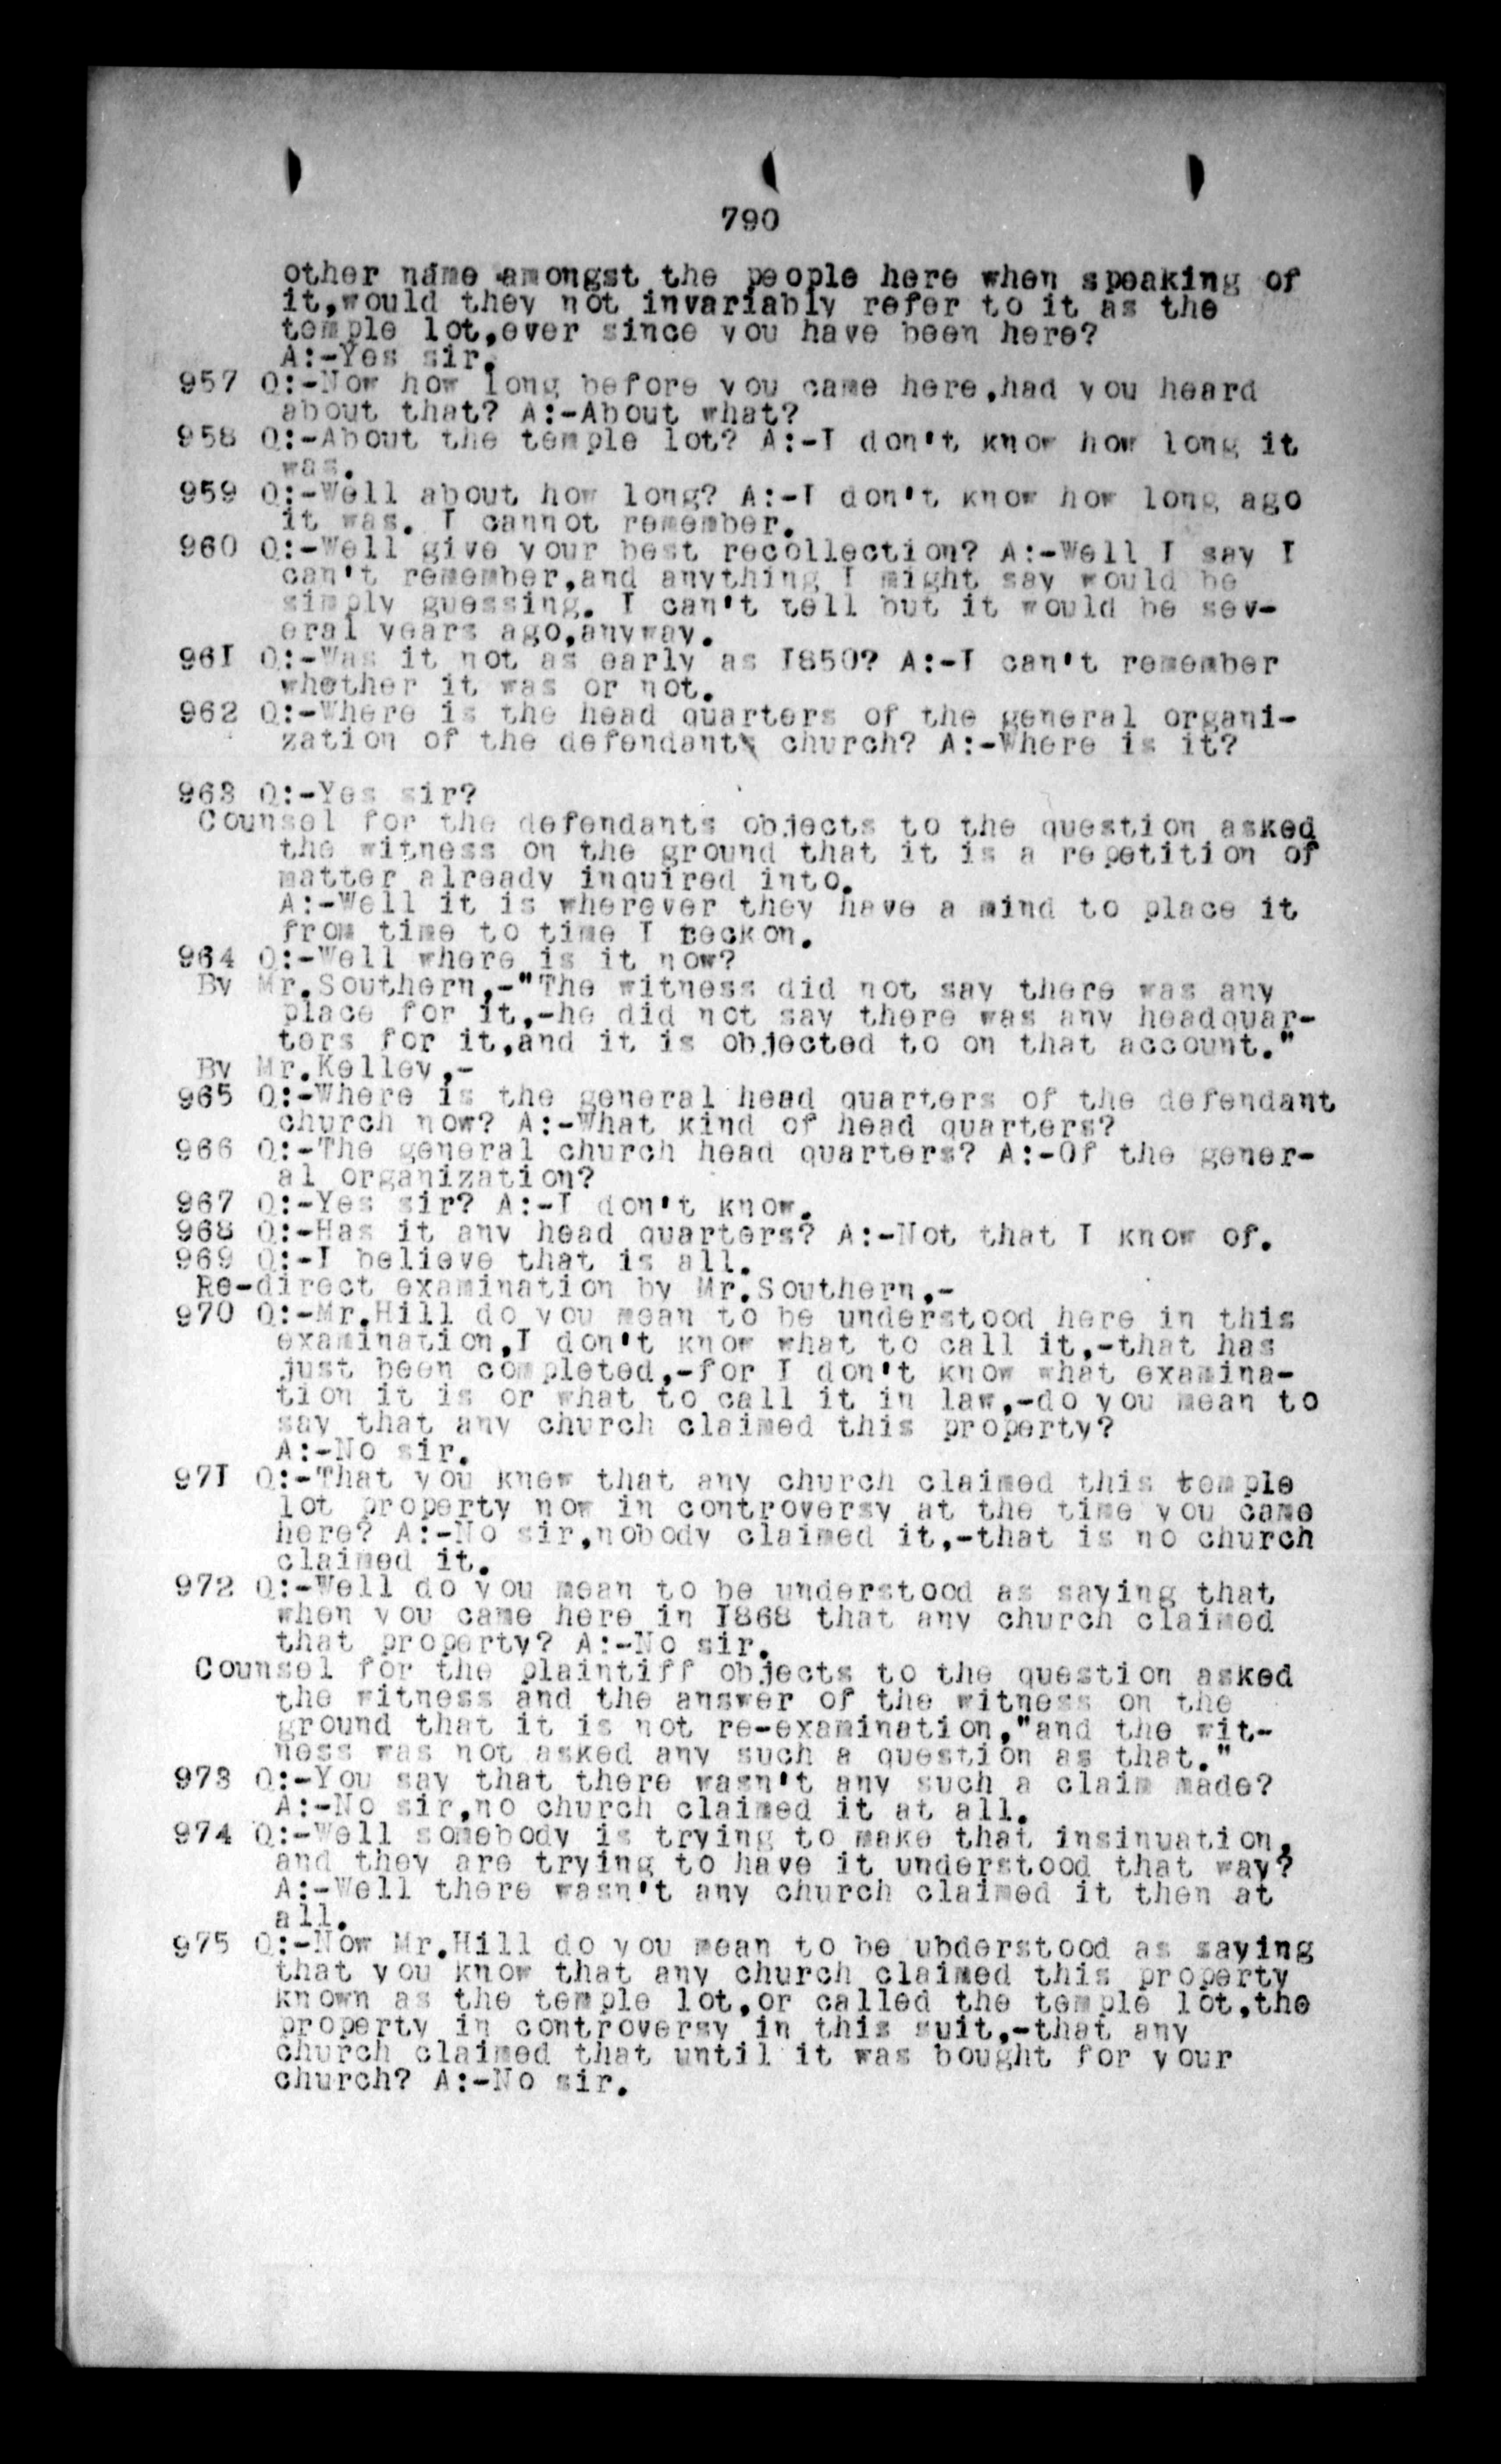 790
other name amongst the people here when speaking of
it,would they not invariably refer to it as the
temple lot,ever since you have been here?
A:-Yes sir.
957 Q:-Now how long before you came here,had you heard
about that? A:-About what?
958 Q:-About the temple lot? A:-I don't know how long it
was.
959 Q:-Well about how long? A:-I don't know how long ago
it was. I cannot remember.
960 Q:-Well give your best recollection? A:-Well I say I
can't remember,and anything I might say would be
simply guessing. I can't tell but it would be sev-
eral years ago,anyway.
96I Q:-Was it not as early as I850? A:-I can't remember
whether it was or not.
962 Q:-Where is the head quarters of the general organi-
zation of the defendant church? A:-Where is it?
963 Q:-Yes sir?
Counsel for the defendants objects to the question asked
the witness on the ground that it is a repetition of
matter already inquired into.
A:-Well it is wherever they have a mind to place it
from time to time I reckon.
964 Q:-Well where is it now?
By Mr.Southern,-"The witness did not say there was any
place for it,-he did not say there was any headquar-
ters for it,and it is objected to on that account."
By Mr.Kelley,-
965 Q:-Where is the general head quarters of the defendant
church now? A:-What kind of head quarters?
966 Q:-The general church head quarters? A:-Of the gener-
al organization?
967 Q:-Yes sir? A:-I don't know.
968 Q:-Has it any head quarters? A:-Not that I know of.
969 Q:-I believe that is all.
Re-direct examination by Mr.Southern,-
970 Q:-Mr.Hill do you mean to be understood here in this
examination,I don't know what to call it,-that has
just been completed,-for I don't know what examina-
tion it is or what to call it in law,-do you mean to
say that any church claimed this property?
A:-No sir.
97I Q:-That you knew that any church claimed this temple
lot property now in controversy at the time you came
here? A:-No sir,nobody claimed it,-that is no church
claimed it.
972 Q:-Well do you mean to be understood as saying that
when you came here in I868 that any church claimed
that property? A:-No sir.
Counsel for the plaintiff objects to the question asked
the witness and the answer of the witness on the
ground that it is not re-examination,"and the wit-
ness was not asked any such a question as that."
973 Q:-You say that there wasn't any such a claim made?
A:-No sir,no church claimed it at all.
974 Q:-Well somebody is trying to make that insinuation,
and they are trying to have it understood that way?
A:-Well there wasn't any church claimed it then at
all.
975 Q:-Now Mr.Hill do you mean to be ubderstood as saying
that you know that any church claimed this property
known as the temple lot,or called the temple lot,the
property in controversy in this suit,-that any
church claimed that until it was bought for your
church? A:-No sir.